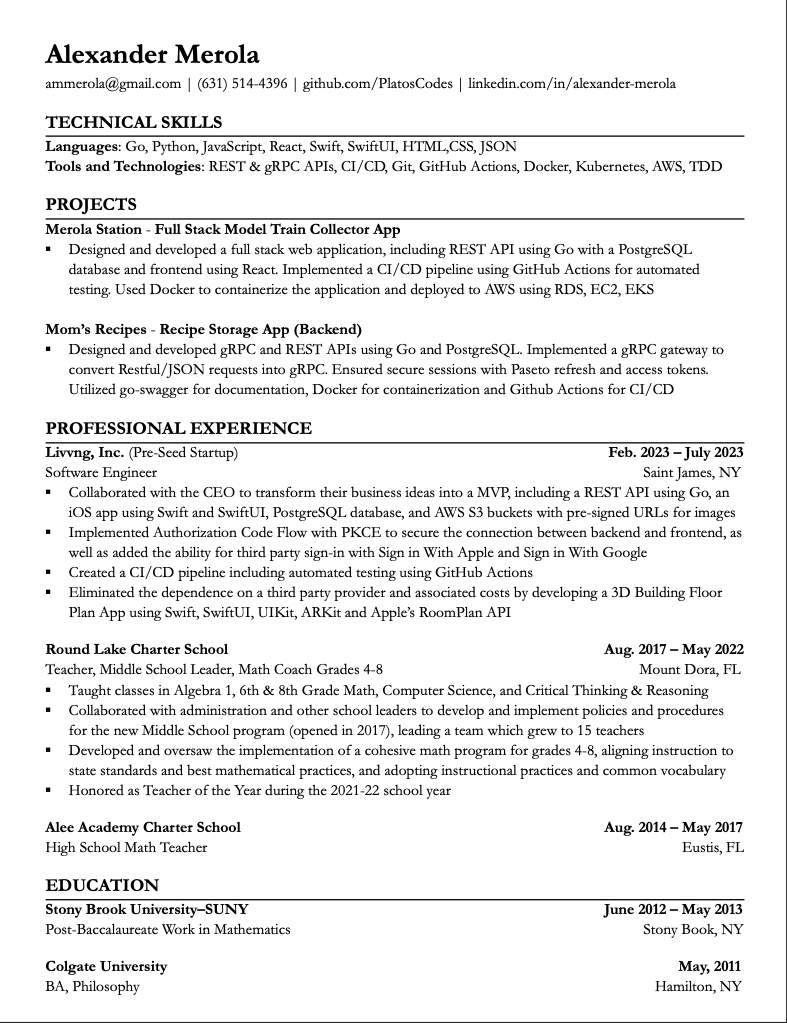 Alexander Merola
ammerola@gmail.com | (631) 514-4396 | github.com/PlatosCodes | linkedin.com/in/alexander-merola
TECHNICAL SKILLS
Languages: Go, Python, JavaScript, React, Swift, SwiftUI, HTML,CSS, JSON
Tools and Technologies: REST & gRPC APIs, CI/CD, Git, GitHub Actions, Docker, Kubernetes, AWS, TDD
PROJECTS
Merola Station - Full Stack Model Train Collector App
▪ Designed and developed a full stack web application, including REST API using Go with a PostgreSQL
database and frontend using React. Implemented a CI/CD pipeline using GitHub Actions for automated
testing. Used Docker to containerize the application and deployed to AWS using RDS, EC2, EKS
Mom’s Recipes - Recipe Storage App (Backend)
▪ Designed and developed gRPC and REST APIs using Go and PostgreSQL. Implemented a gRPC gateway to
convert Restful/JSON requests into gRPC. Ensured secure sessions with Paseto refresh and access tokens.
Utilized go-swagger for documentation, Docker for containerization and Github Actions for CI/CD
PROFESSIONAL EXPERIENCE
Livvng, Inc. (Pre-Seed Startup) Feb. 2023 – July 2023
Software Engineer Saint James, NY
▪ Collaborated with the CEO to transform their business ideas into a MVP, including a REST API using Go, an
iOS app using Swift and SwiftUI, PostgreSQL database, and AWS S3 buckets with pre-signed URLs for images
▪ Implemented Authorization Code Flow with PKCE to secure the connection between backend and frontend, as
well as added the ability for third party sign-in with Sign in With Apple and Sign in With Google
▪ Created a CI/CD pipeline including automated testing using GitHub Actions
▪ Eliminated the dependence on a third party provider and associated costs by developing a 3D Building Floor
Plan App using Swift, SwiftUI, UIKit, ARKit and Apple’s RoomPlan API
Round Lake Charter School Aug. 2017 – May 2022
Teacher, Middle School Leader, Math Coach Grades 4-8 Mount Dora, FL
▪ Taught classes in Algebra 1, 6th & 8th Grade Math, Computer Science, and Critical Thinking & Reasoning
▪ Collaborated with administration and other school leaders to develop and implement policies and procedures
for the new Middle School program (opened in 2017), leading a team which grew to 15 teachers
▪ Developed and oversaw the implementation of a cohesive math program for grades 4-8, aligning instruction to
state standards and best mathematical practices, and adopting instructional practices and common vocabulary
▪ Honored as Teacher of the Year during the 2021-22 school year
Alee Academy Charter School Aug. 2014 – May 2017
High School Math Teacher Eustis, FL
EDUCATION
Stony Brook University–SUNY June 2012 – May 2013
Post-Baccalaureate Work in Mathematics Stony Book, NY
Colgate University May, 2011
BA, Philosophy Hamilton, NY